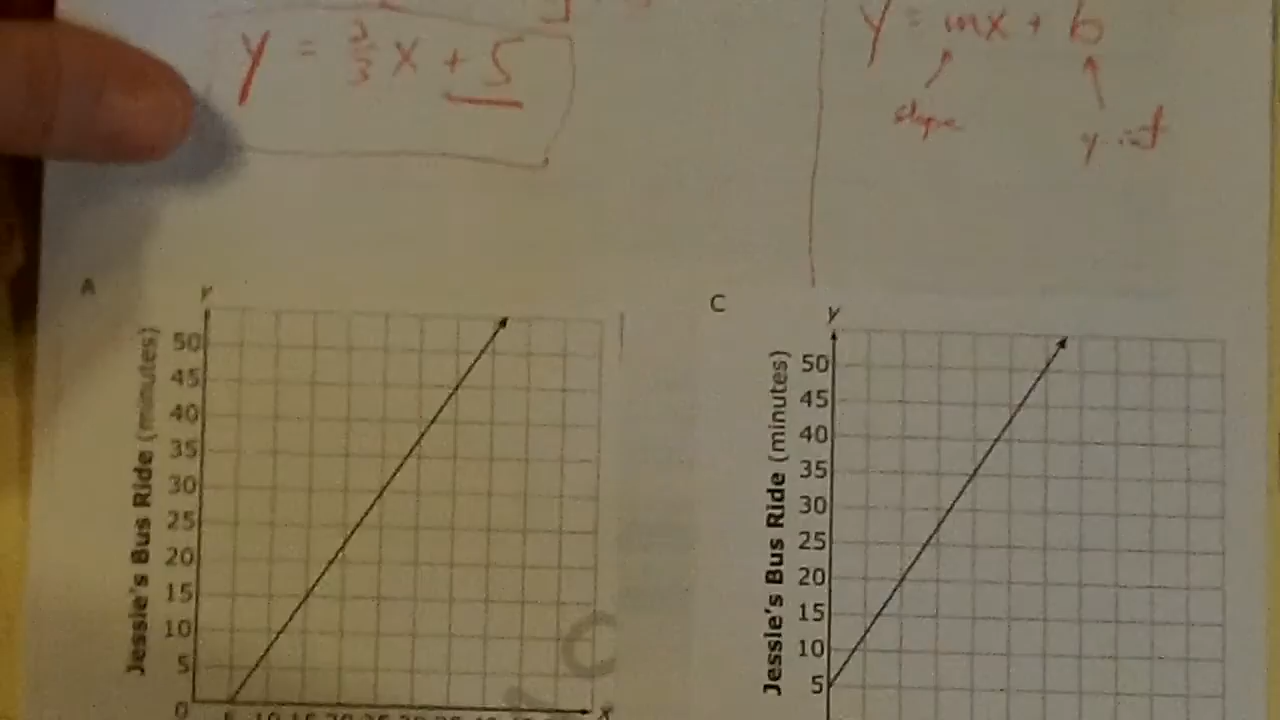 y = 2/3 x + 5
y = mx + b
slope
y-int
A
y
Jessie's Bus Ride (minutes)
50
45
40
35
30
25
20
15
10
5
0
x
C
y
Jessie's Bus Ride (minutes)
50
45
40
35
30
25
20
15
10
5